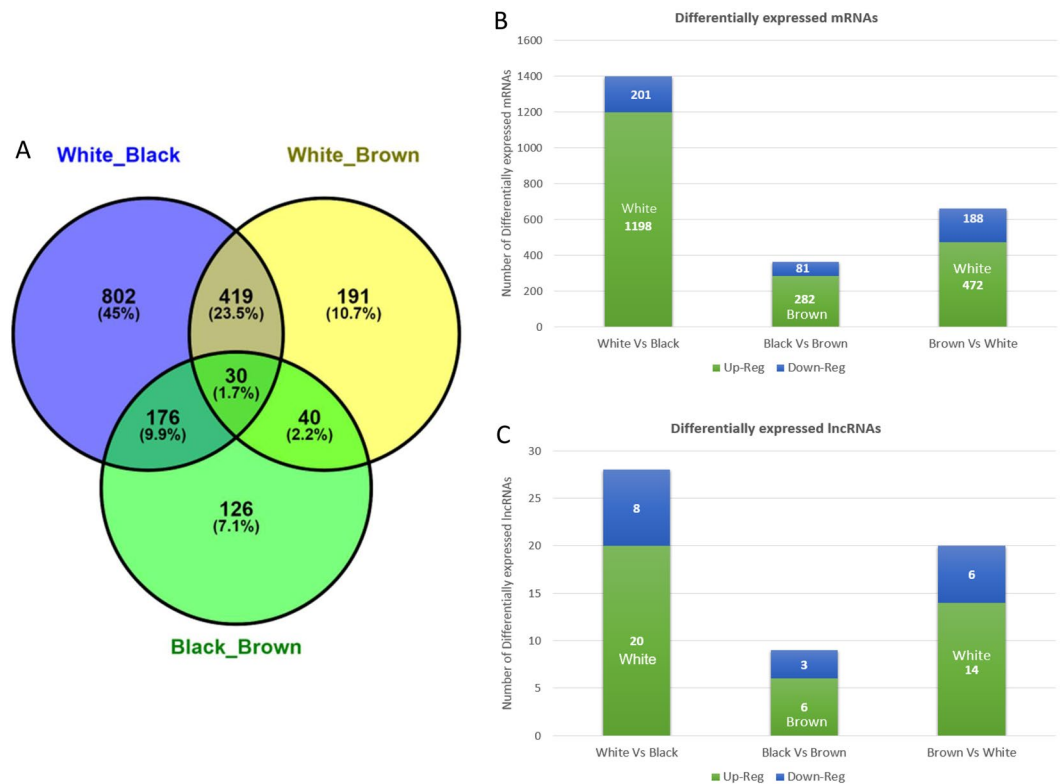 A
White_Black
White_Brown
802
(45%)
419
(23.5%)
191
(10.7%)
30
(1.7%)
176
(9.9%)
40
(2.2%)
126
(7.1%)
Black_Brown
B
Differentially expressed mRNAs
Number of Differentially expressed mRNAs
1600
1400
1200
1000
800
600
400
200
0
201
White
1198
81
282
Brown
188
White
472
White Vs Black
Black Vs Brown
Brown Vs White
Up-Reg
Down-Reg
C
Differentially expressed lncRNAs
Number of Differentially expressed lncRNAs
30
25
20
15
10
5
0
8
20
White
3
6
Brown
6
White
14
White Vs Black
Black Vs Brown
Brown Vs White
Up-Reg
Down-Reg